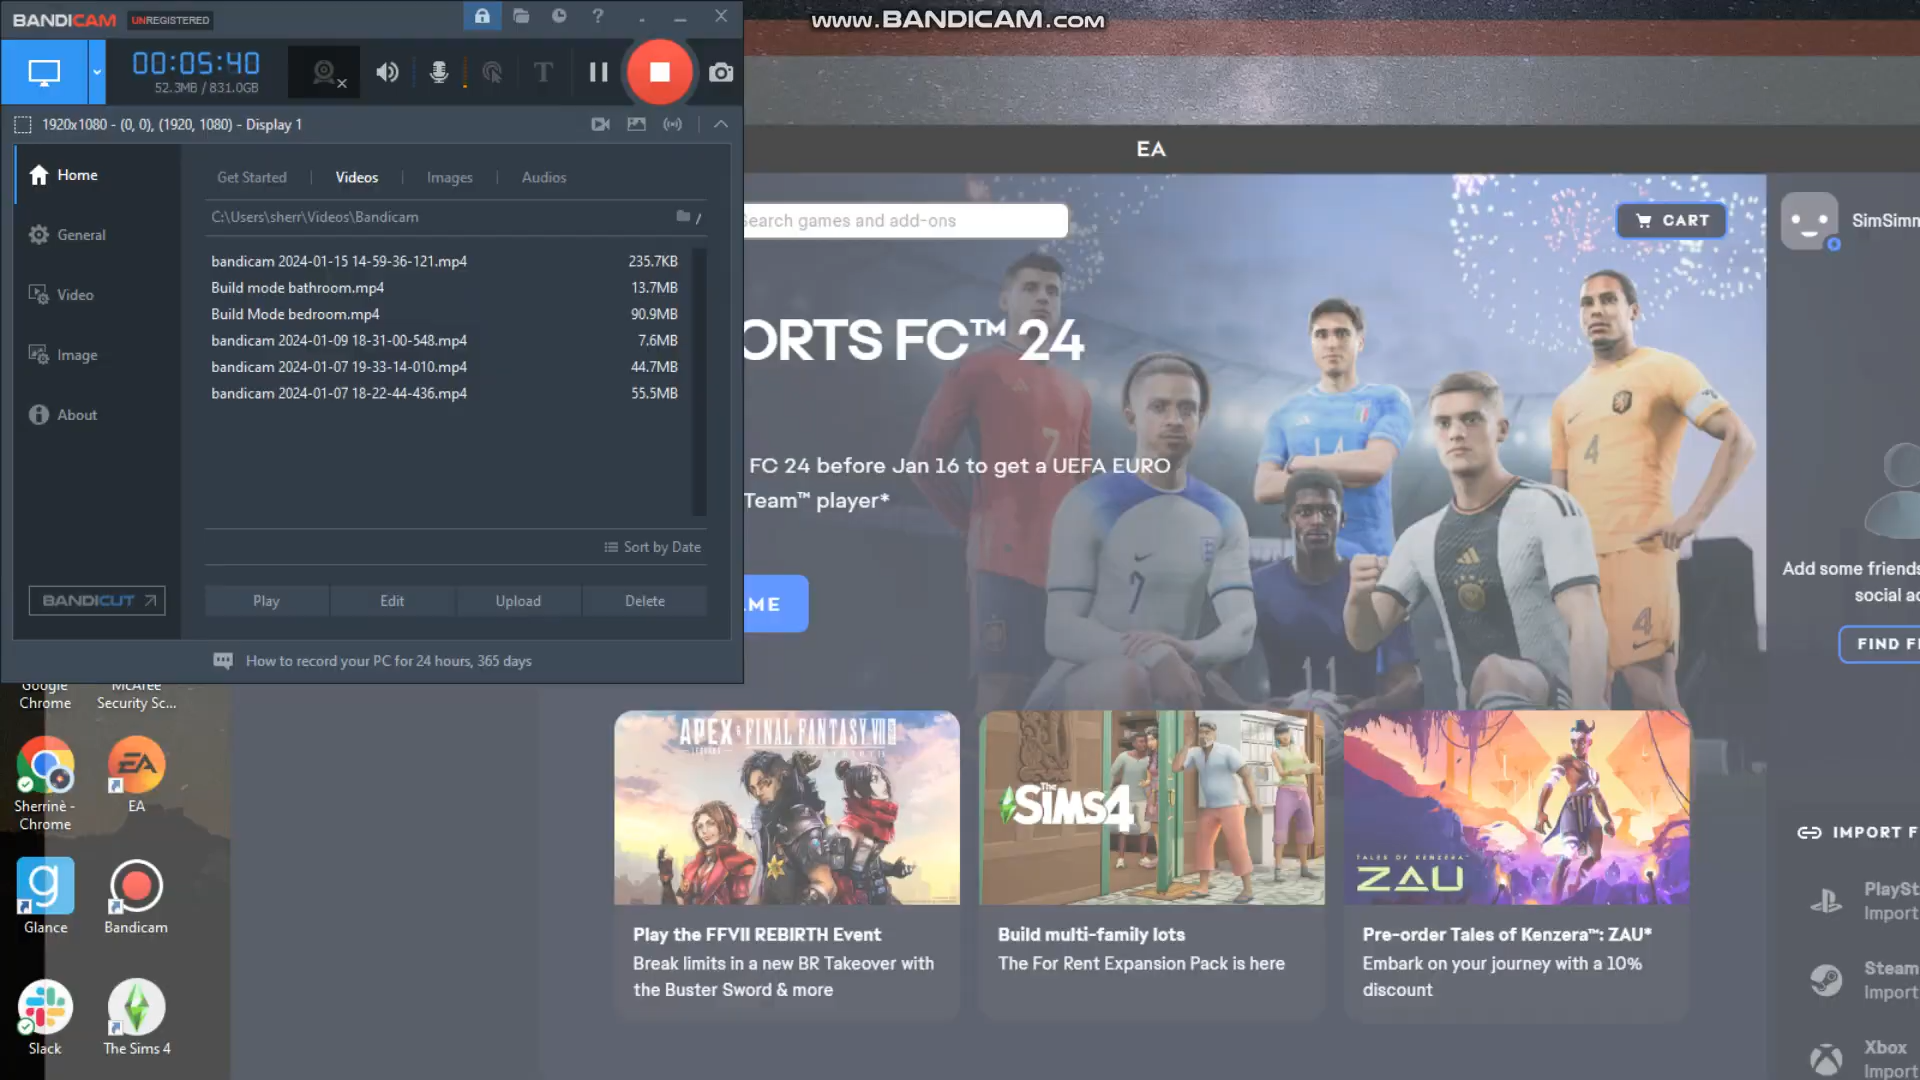 BANDICAM UNREGISTERED
www.BANDICAM.com
00:05:40
52.3MB / 831.0GB
T
1920x1080 - (0, 0), (1920, 1080) - Display 1
Home
General
Video
Image
About
BANDICUT
Get Started
Videos
Images
Audios
C:\Users\sherr\Videos\Bandicam
bandicam 2024-01-15 14-59-36-121.mp4 235.7KB
Build mode bathroom.mp4 13.7MB
Build Mode bedroom.mp4 90.9MB
bandicam 2024-01-09 18-31-00-548.mp4 7.6MB
bandicam 2024-01-07 19-33-14-010.mp4 44.7MB
bandicam 2024-01-07 18-22-44-436.mp4 55.5MB
Sort by Date
Play
Edit
Upload
Delete
How to record your PC for 24 hours, 365 days
EA
Search games and add-ons
CART
SimSimm
ORTS FC™ 24
FC 24 before Jan 16 to get a UEFA EURO
Team™ player*
ME
Add some friends
social ac
FIND F
IMPORT F
PlaySt
Import
Steam
Import
Xbox
Import
Google
Chrome
McAfee
Security Sc...
Sherrinè -
Chrome
EA
Glance
Bandicam
Slack
The Sims 4
APEX
LEGENDS
FINAL FANTASY VII
REBIRTH
Play the FFVII REBIRTH Event
Break limits in a new BR Takeover with
the Buster Sword & more
The SiMS 4
Build multi-family lots
The For Rent Expansion Pack is here
TALES OF KENZERA™
ZAU
Pre-order Tales of Kenzera™: ZAU*
Embark on your journey with a 10%
discount